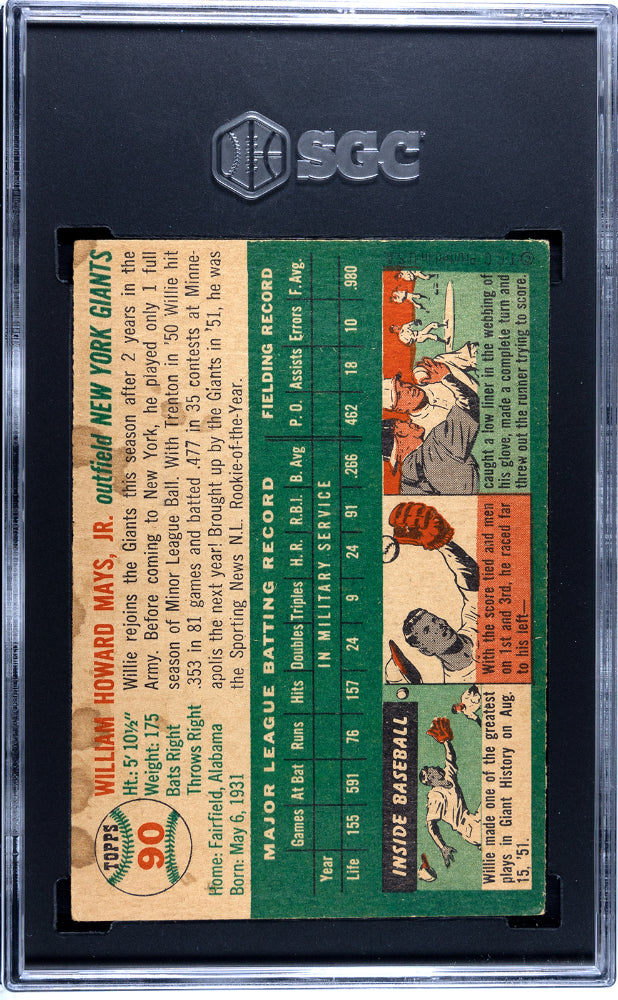 SGC
TOPPS
90
WILLIAM HOWARD MAYS, JR. outfield NEW YORK GIANTS
Ht.: 5' 10½"
Weight: 175
Bats Right
Throws Right
Home: Fairfield, Alabama
Born: May 6, 1931
Willie rejoins the Giants this season after 2 years in the
Army. Before coming to New York, he played only 1 full
season of Minor League Ball. With Trenton in '50 Willie hit
.353 in 81 games and batted .477 in 35 contests at Minne-
apolis the next year! Brought up by the Giants in '51, he was
the Sporting News N.L. Rookie-of-the-Year.
MAJOR LEAGUE BATTING RECORD FIELDING RECORD
Games At Bat Runs Hits Doubles Triples H.R. R.B.I. B. Avg P.O. Assists Errors F. Avg.
Year IN MILITARY SERVICE
Life 155 591 76 157 24 9 24 91 .266 462 18 10 .980
INSIDE BASEBALL
Willie made one of the greatest
plays in Giant History on Aug.
15, '51.
With the score tied and men
on 1st and 3rd, he raced far
to his left—
caught a low liner in the webbing of
his glove, made a complete turn and
threw out the runner trying to score.
Printed in U.S.A.